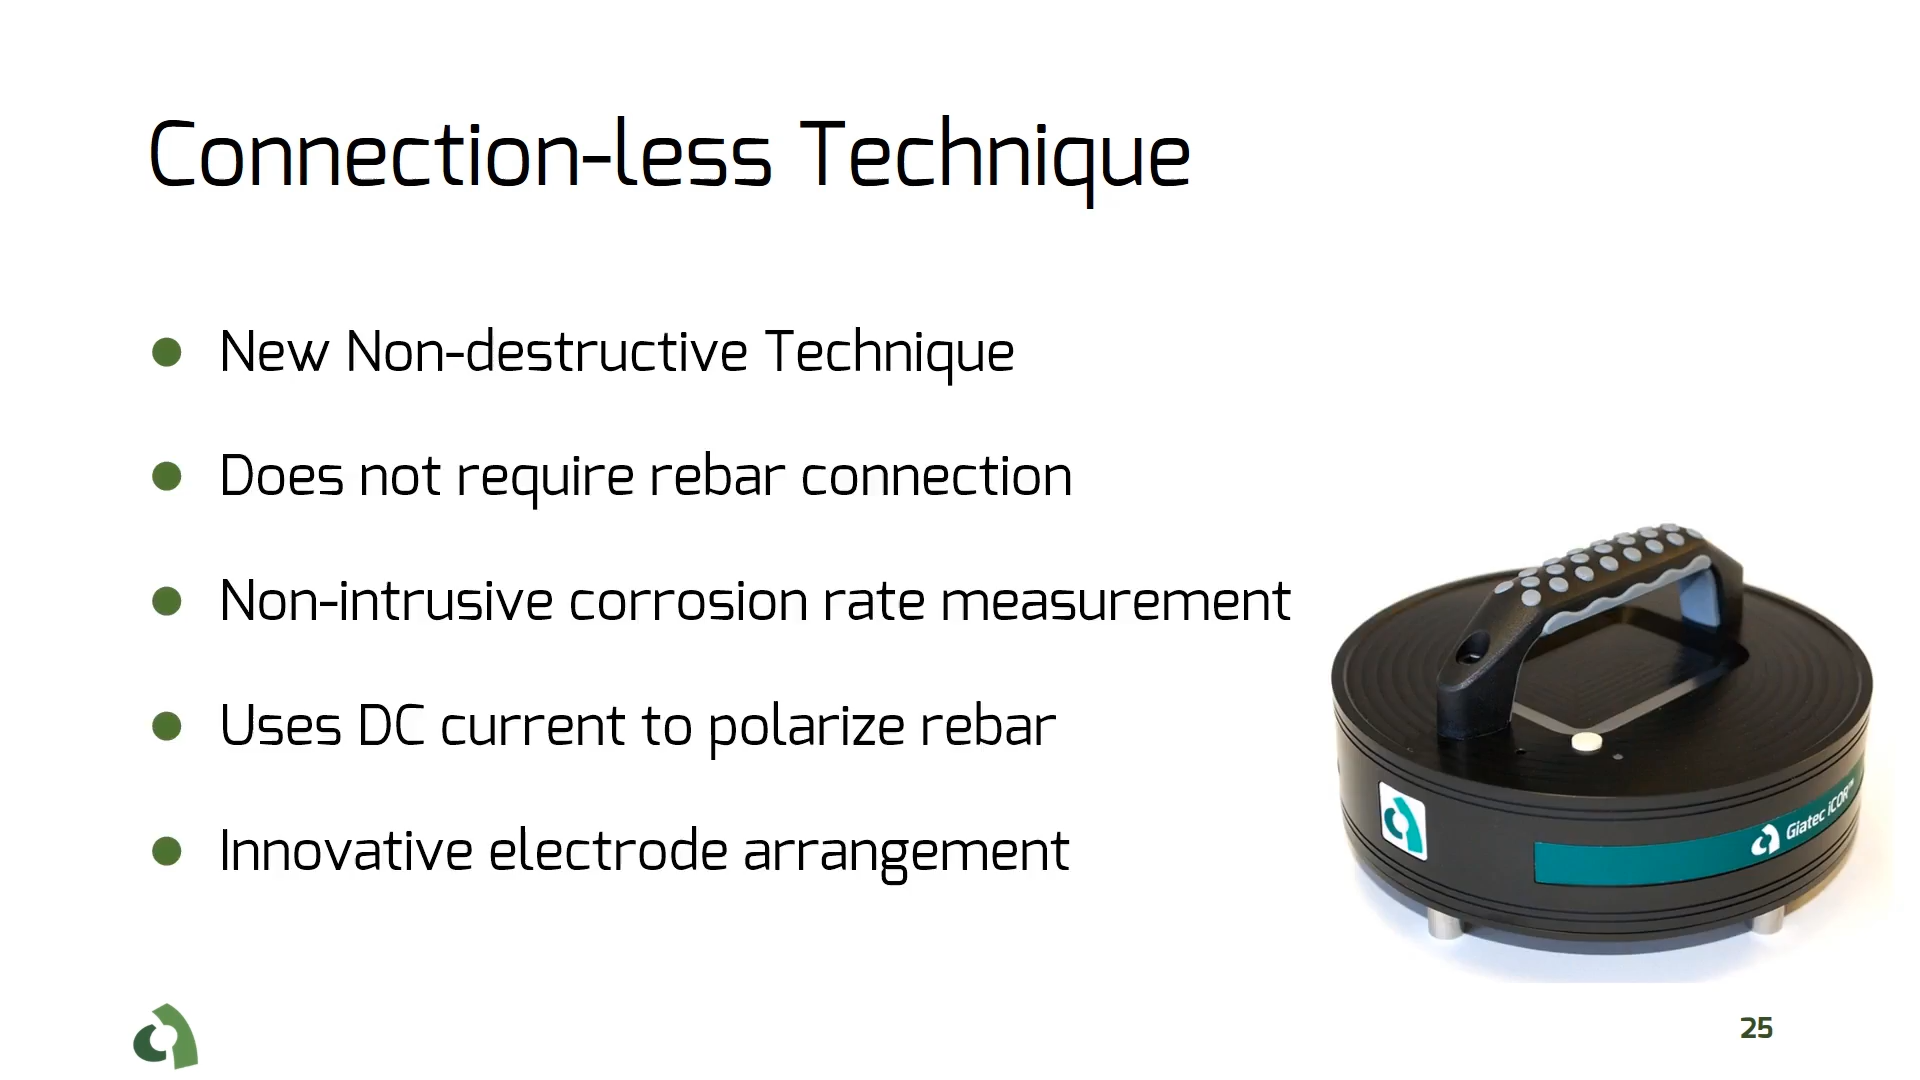 Connection-less Technique
New Non-destructive Technique
Does not require rebar connection
Non-intrusive corrosion rate measurement
Uses DC current to polarize rebar
Innovative electrode arrangement
Giatec iCOR™
25